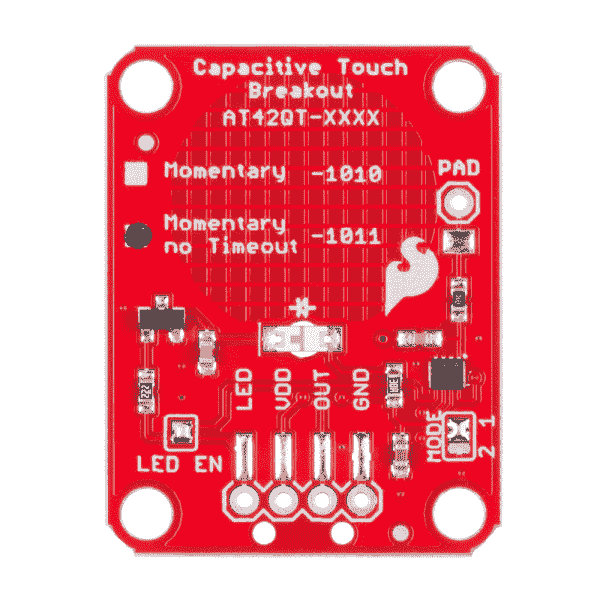 Capacitive Touch
Breakout
AT42QT-XXXX
Momentary -1010
Momentary
no Timeout -1011
PAD
LED
VDD
OUT
GND
MODE
1
2
LED EN